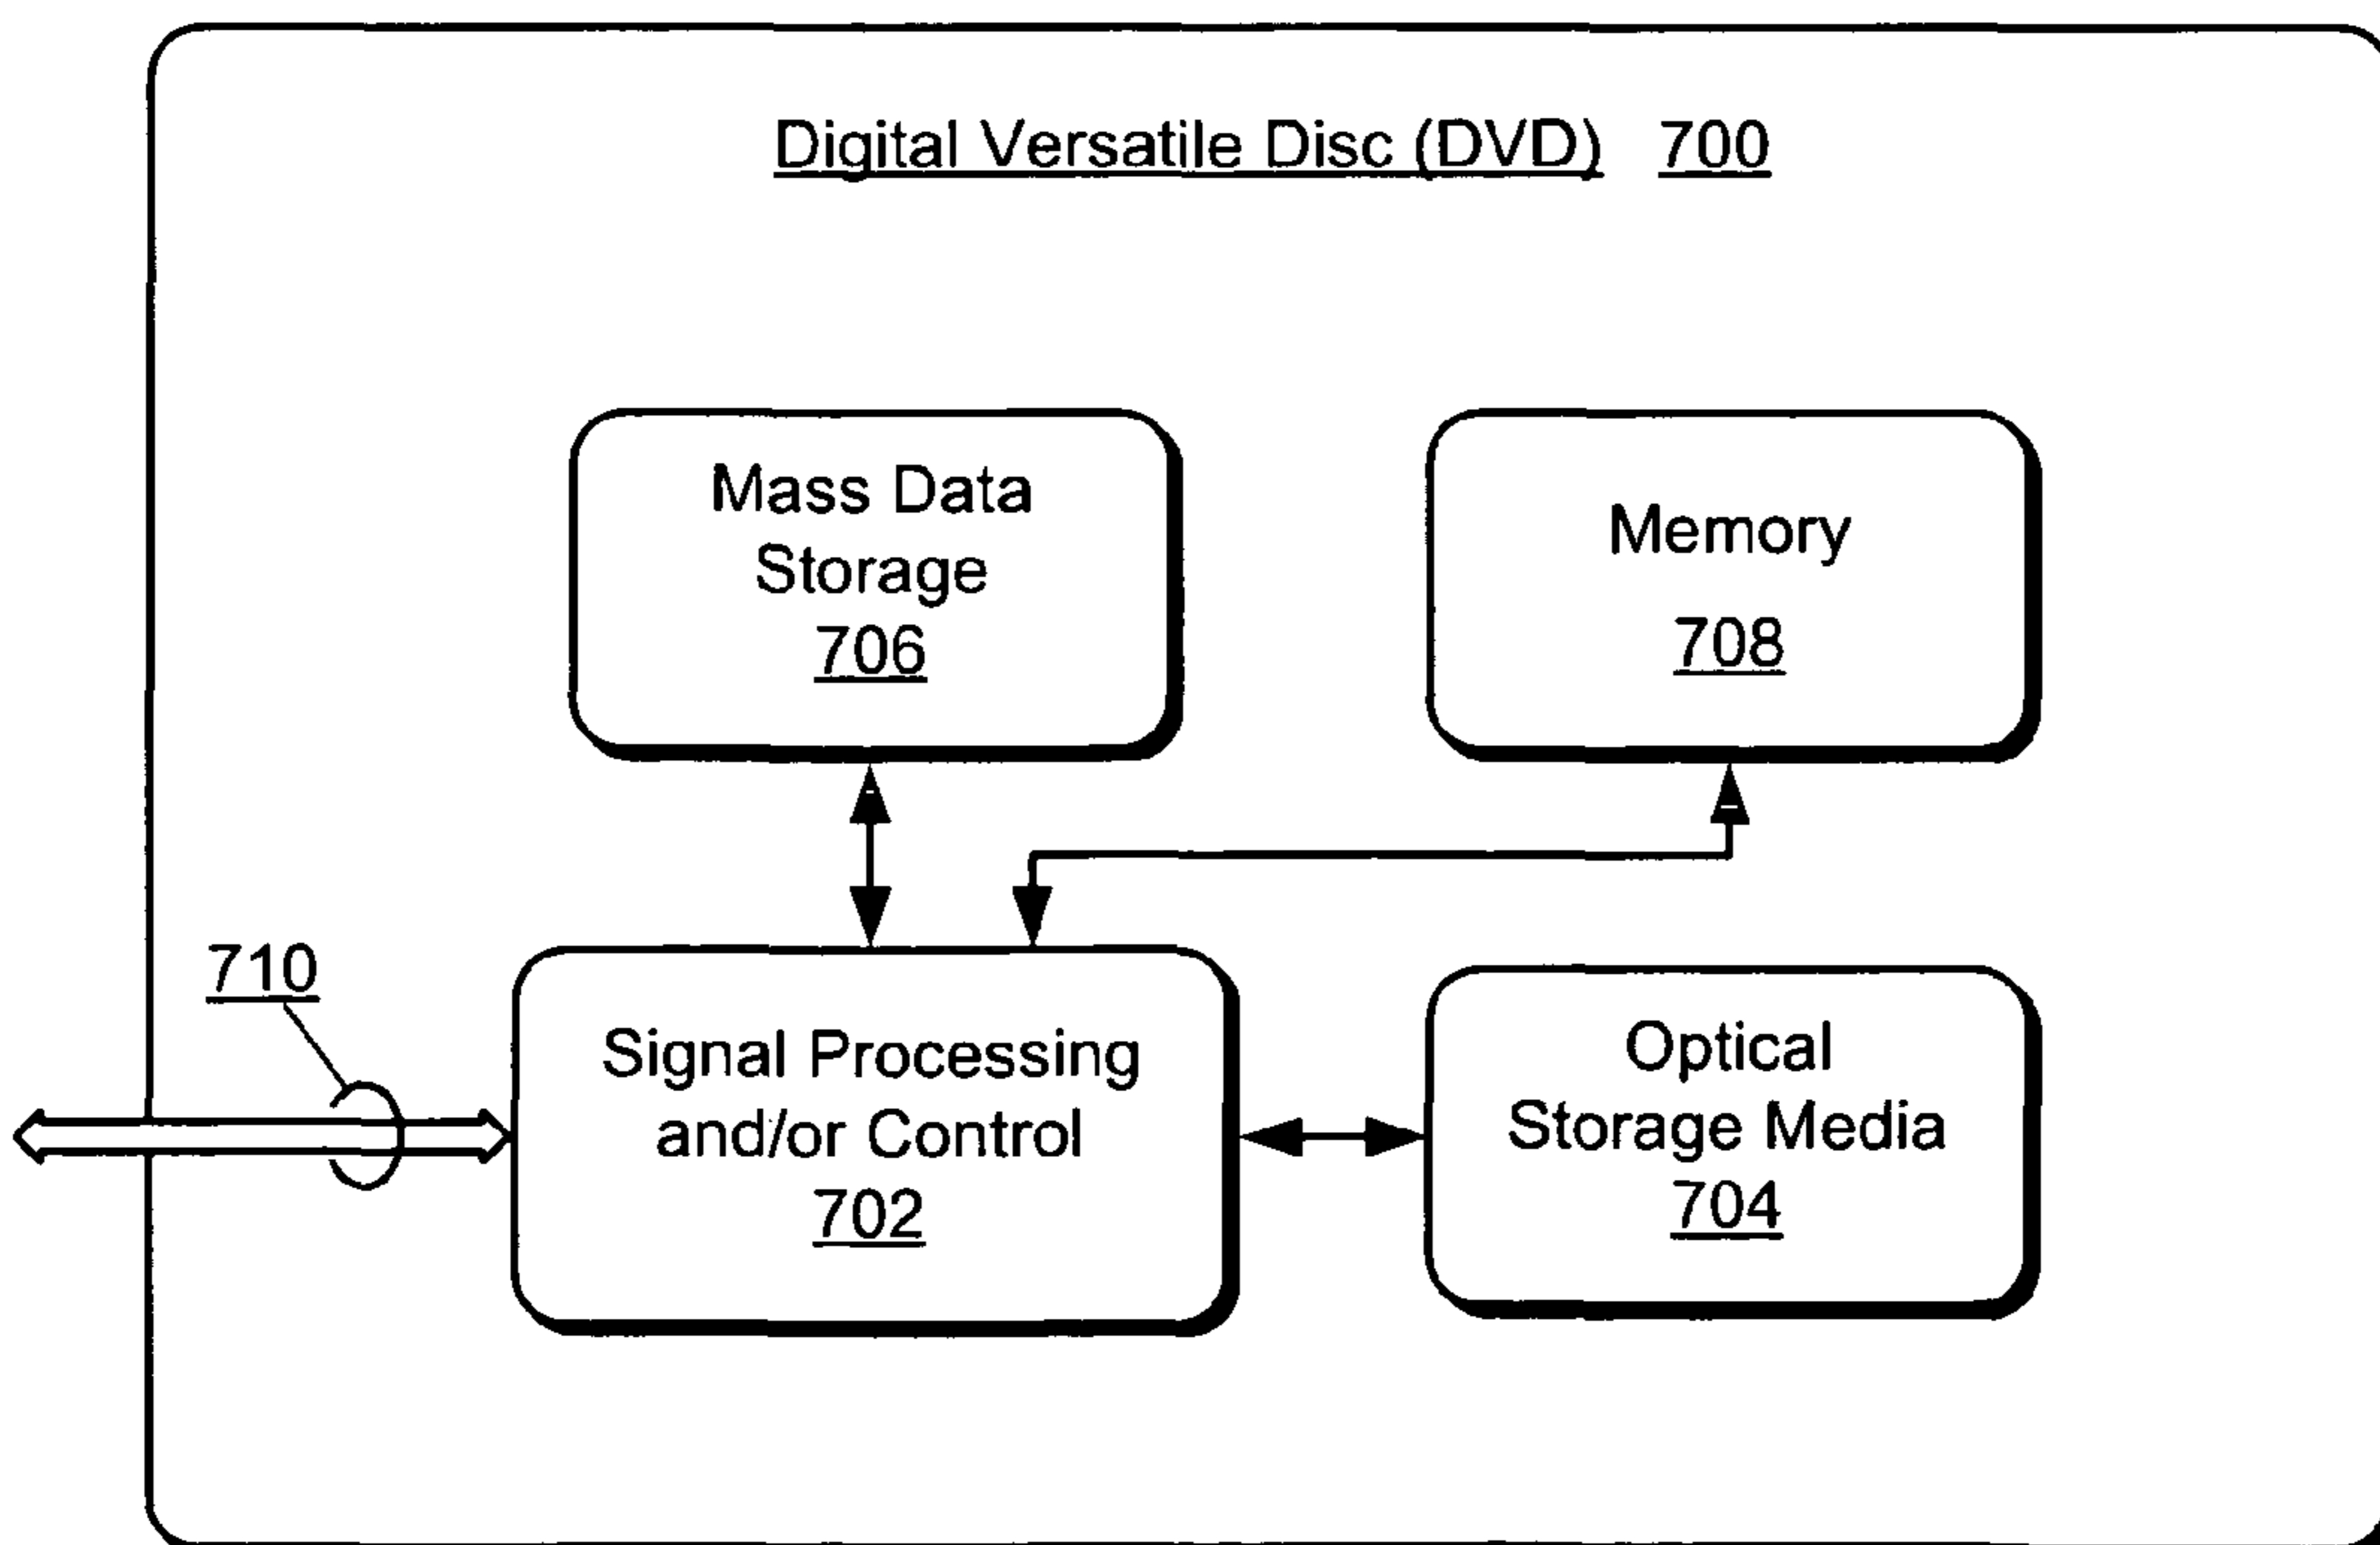 Digital Versatile Disc (DVD) 700
Mass Data
Storage
706
Memory
708
710
Signal Processing
and/or Control
702
Optical
Storage Media
704